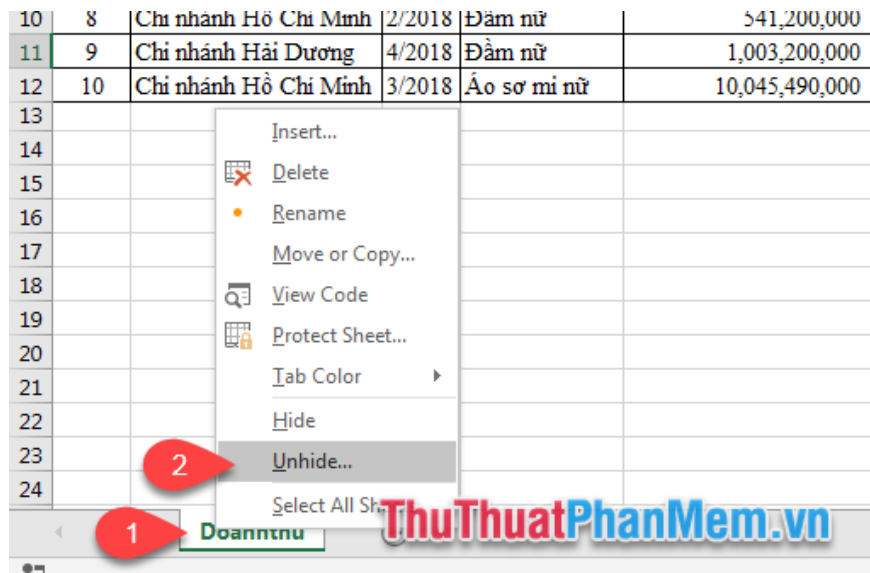 10 8 Chi nhánh Hồ Chí Minh 2/2018 Đầm nữ 541,200,000
11 9 Chi nhánh Hải Dương 4/2018 Đầm nữ 1,003,200,000
12 10 Chi nhánh Hồ Chí Minh 3/2018 Áo sơ mi nữ 10,045,490,000
13
14 Insert...
15 Delete
16 Rename
17 Move or Copy...
18 View Code
19 Protect Sheet...
20
21 Tab Color
22 Hide
23 2 Unhide...
24 Select All Sh
ThuThuatPhanMem.vn
1 Doanhthu